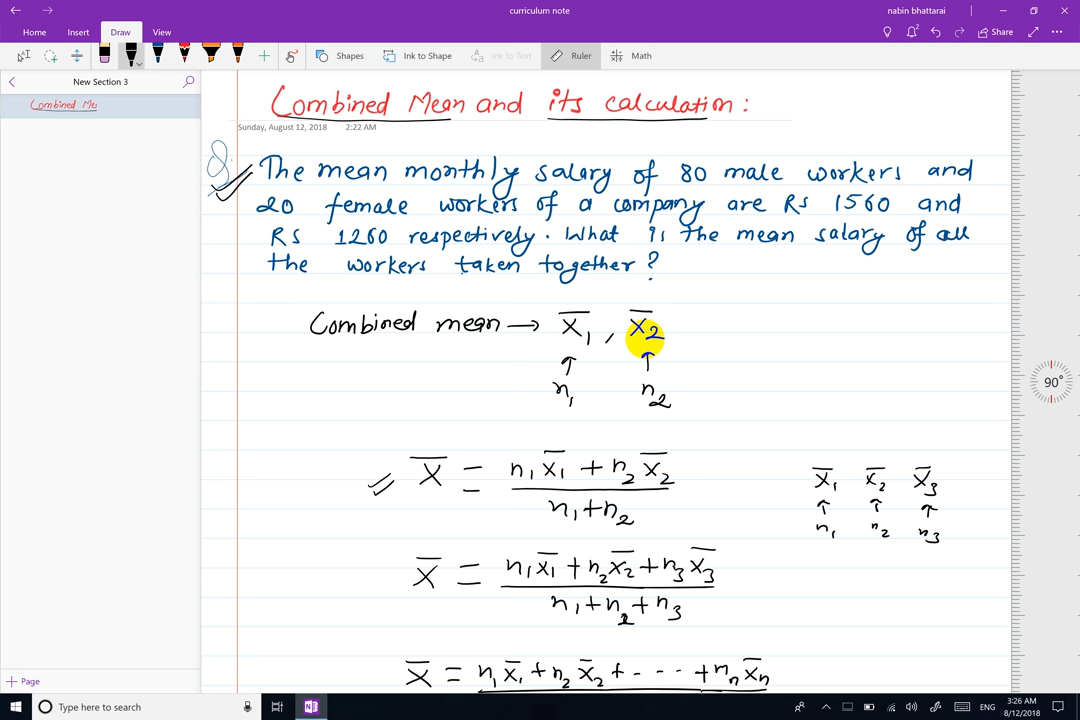 curriculum note
nabin bhattarai
Home Insert Draw View
Share
Shapes Ink to Shape Ink to Text Ruler Math
New Section 3
Combined Mea
Combined Mean and its calculation :
Sunday, August 12, 2018 2:22 AM
Q. The mean monthly salary of 80 male workers and
20 female workers of a company are Rs 1560 and
Rs 1260 respectively. What is the mean salary of all
the workers taken together ?
Combined mean → X̄₁ , X̄₂
↑ ↑
n₁ n₂
X̄ = n₁X̄₁ + n₂X̄₂
n₁ + n₂
X̄₁ X̄₂ X̄₃
↑ ↑ ↑
n₁ n₂ n₃
X̄ = n₁X̄₁ + n₂X̄₂ + n₃X̄₃
n₁ + n₂ + n₃
X̄ = n₁X̄₁ + n₂X̄₂ + - - - + nₙX̄ₙ
90°
+ Page
Type here to search
ENG
3:26 AM
8/12/2018